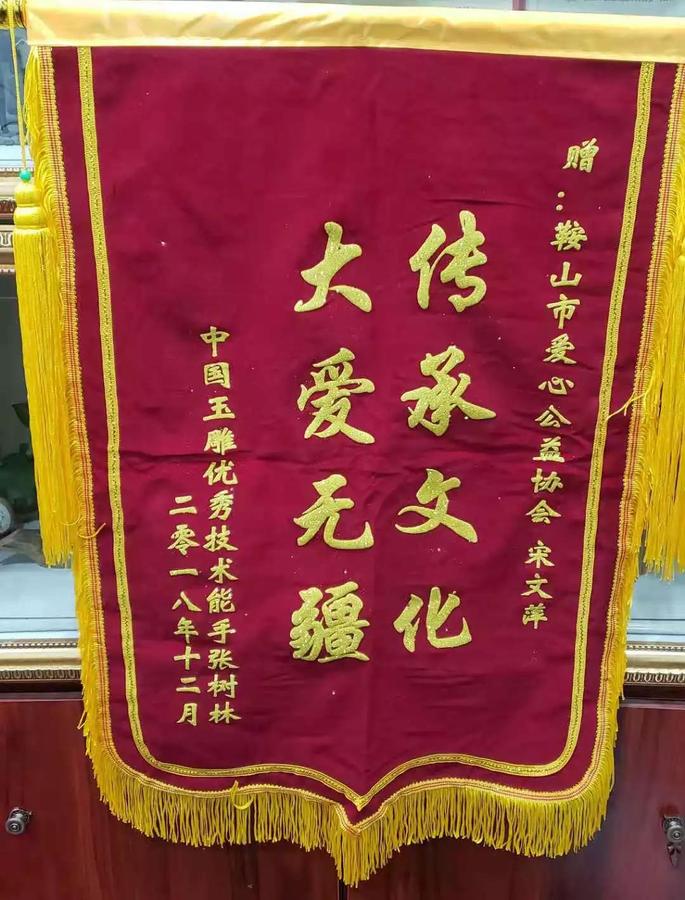 赠：鞍山市爱心公益协会 宋文萍
传承文化
大爱无疆
中国玉雕优秀技术能手张树林
二零一八年十二月